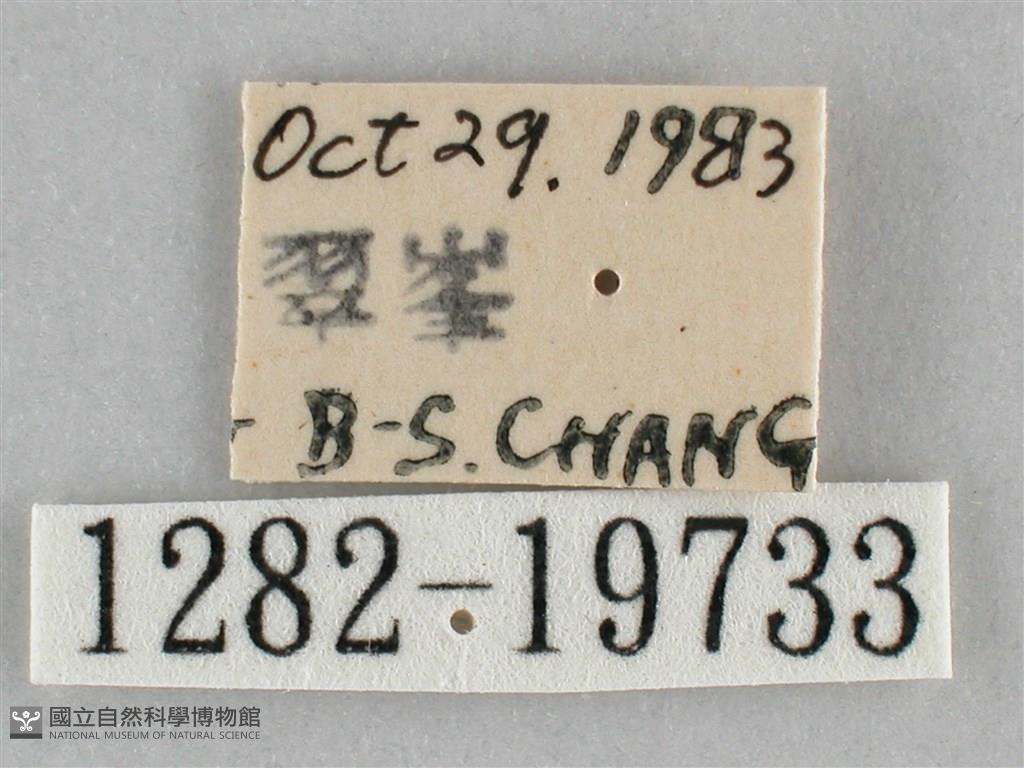 Oct 29. 1983
翠峯
- B-S. CHANG
1282-19733
國立自然科學博物館
NATIONAL MUSEUM OF NATURAL SCIENCE